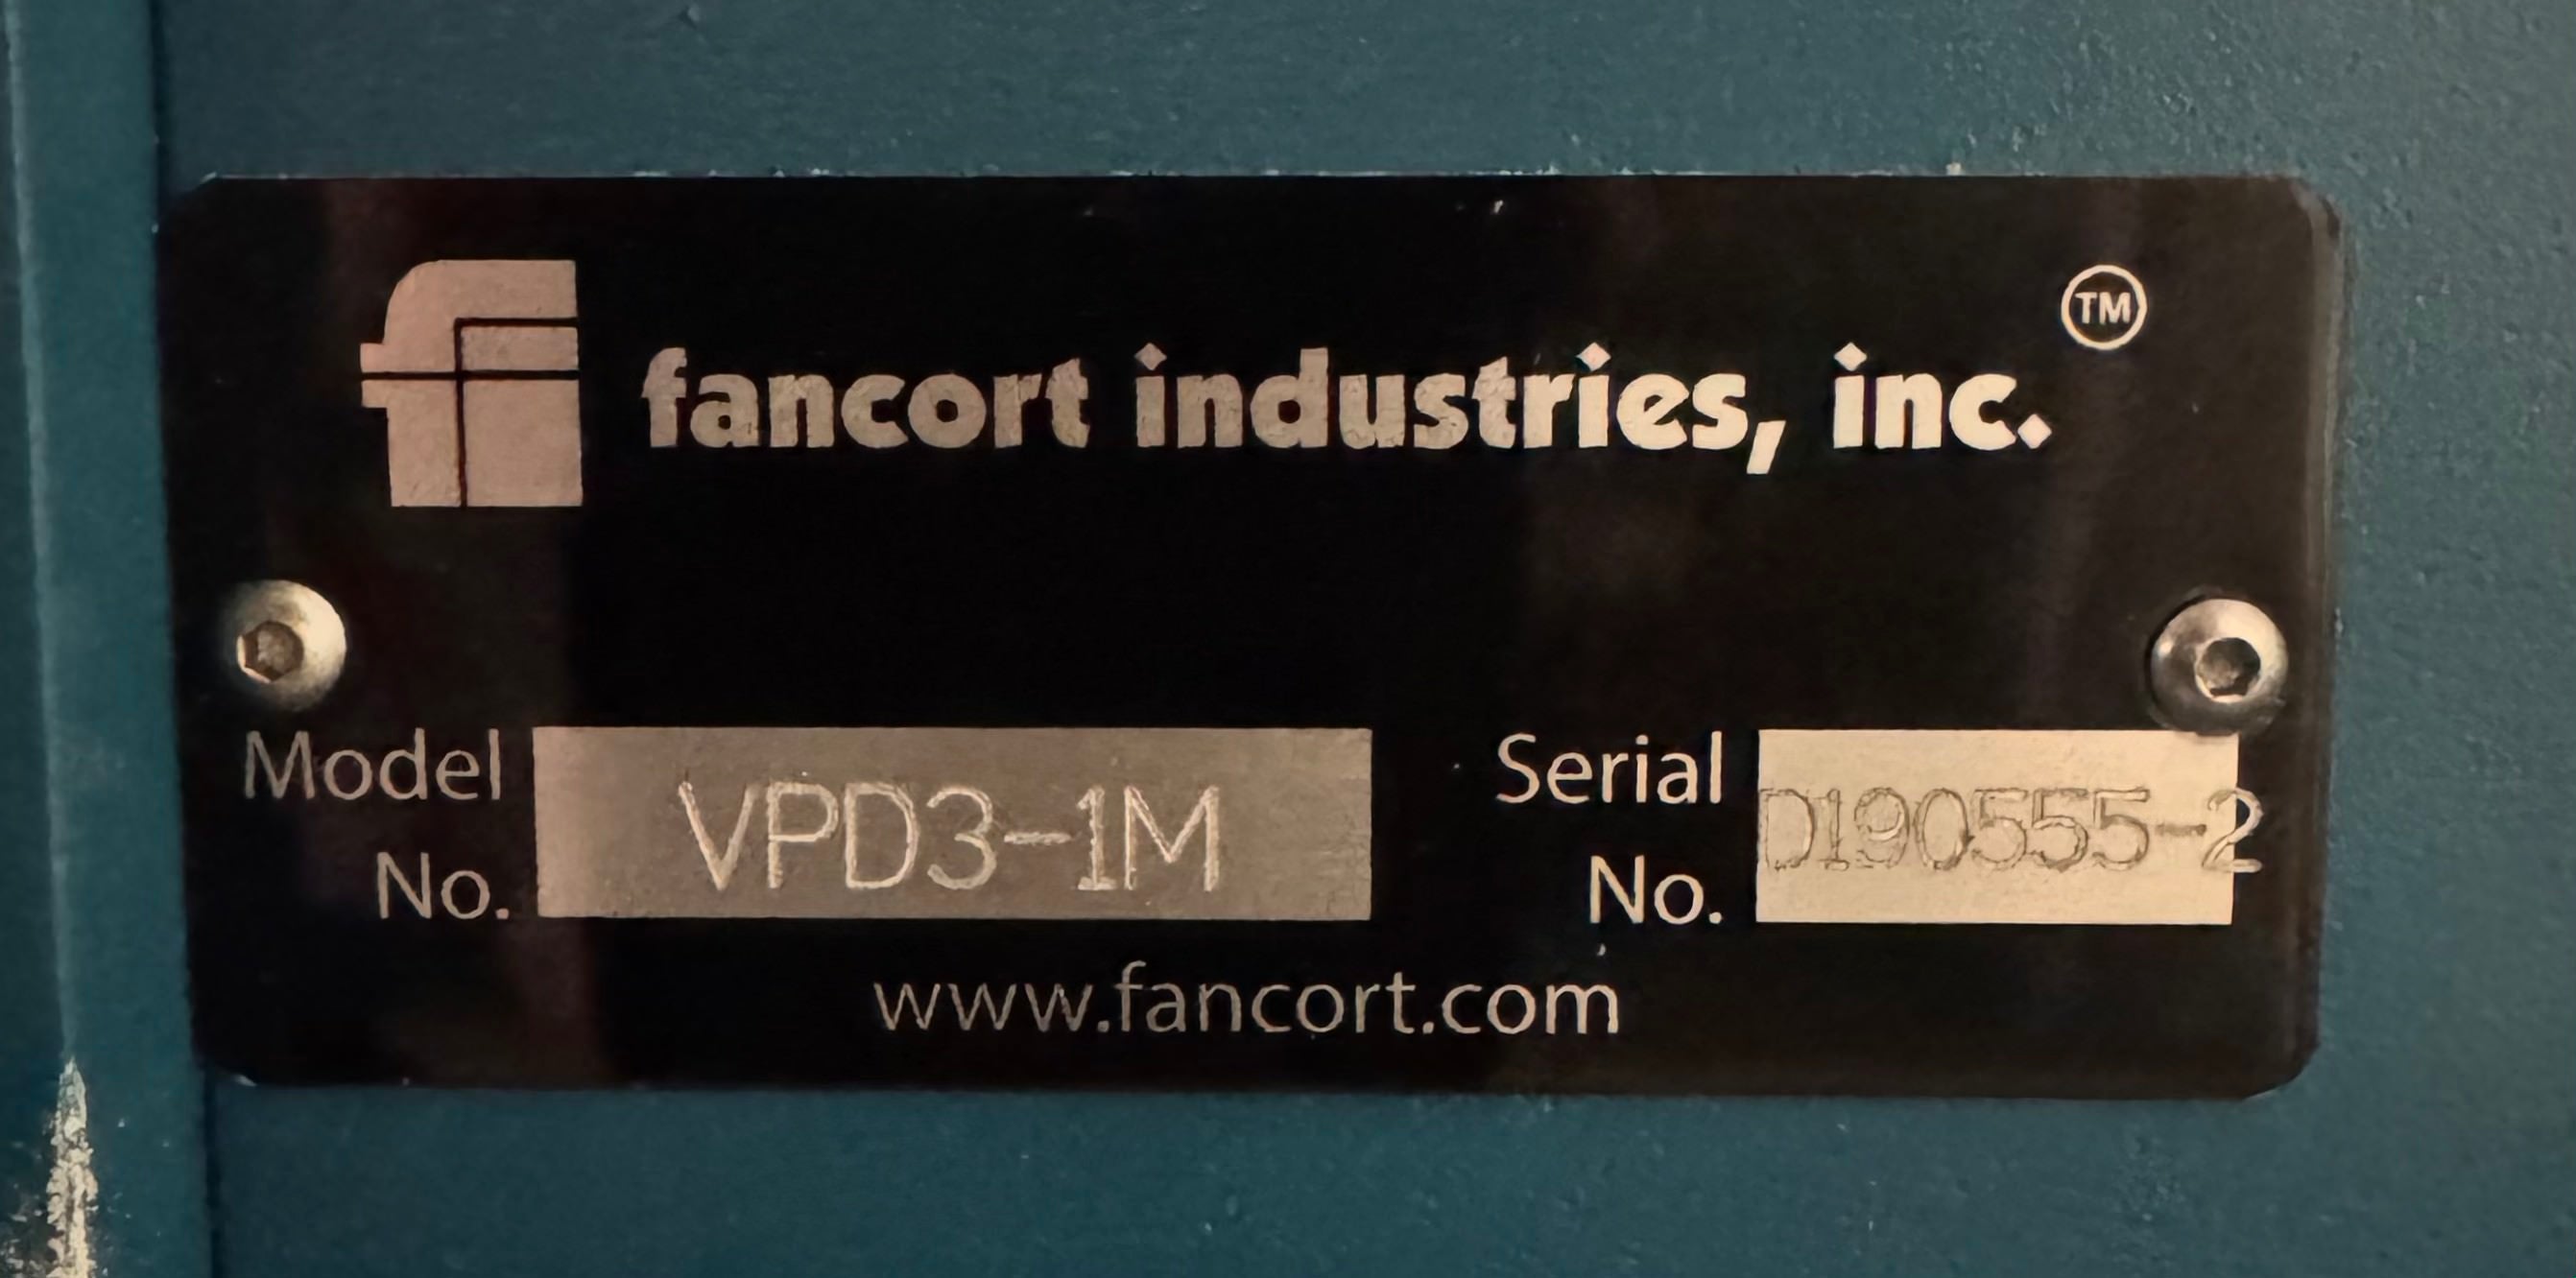 fancort industries, inc. TM
Model No. VPD3-1M
Serial No. D190555-2
www.fancort.com